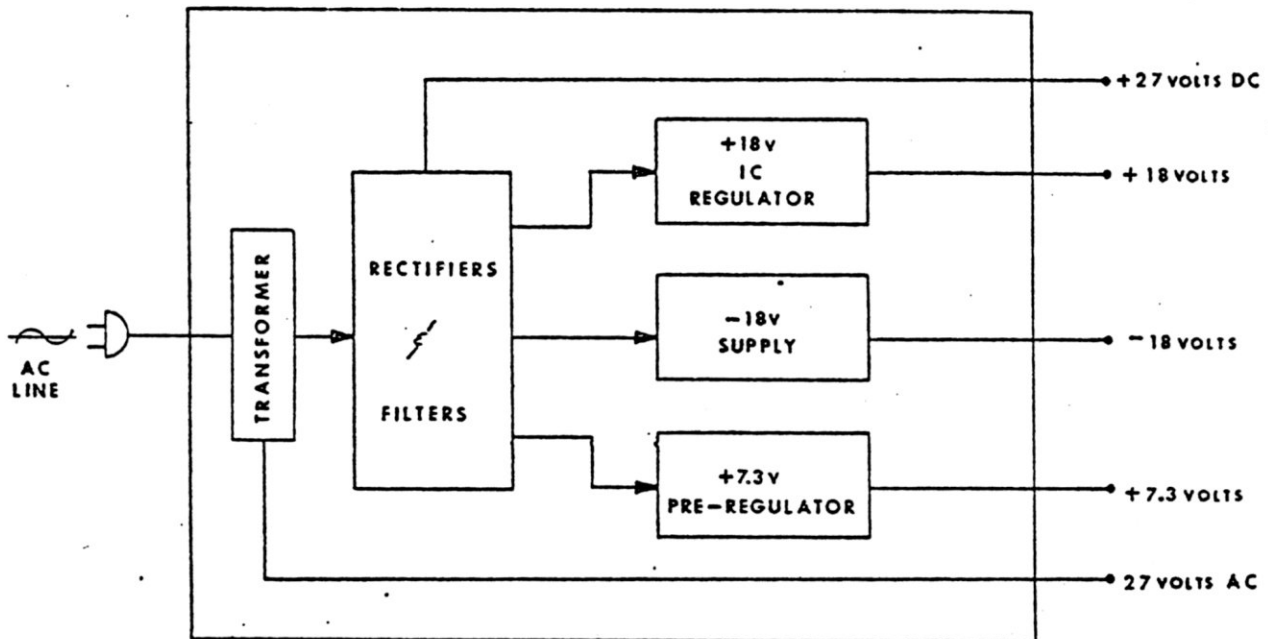 +27 VOLTS DC
+18V
IC
REGULATOR
+18 VOLTS
TRANSFORMER
RECTIFIERS
&
FILTERS
-18V
SUPPLY
-18 VOLTS
AC
LINE
+7.3V
PRE-REGULATOR
+7.3 VOLTS
27 VOLTS AC